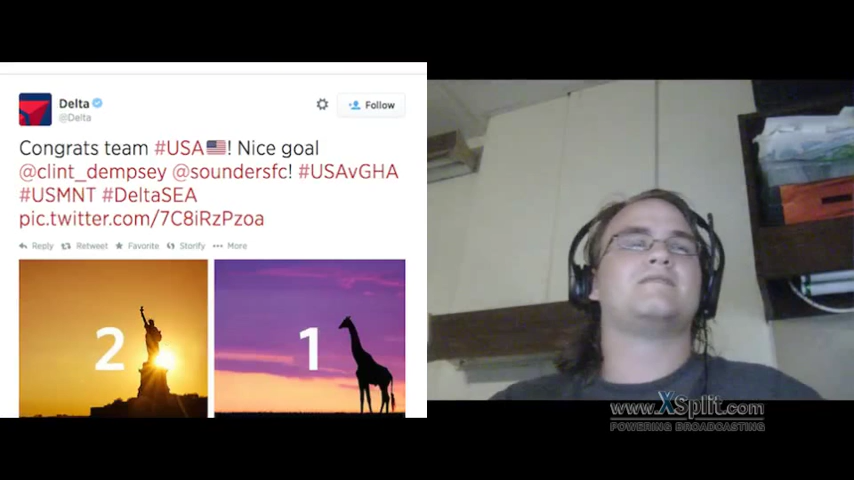 Delta
@Delta
Follow
Congrats team #USA🇺🇸! Nice goal
@clint_dempsey @soundersfc! #USAvGHA
#USMNT #DeltaSEA
pic.twitter.com/7C8iRzPzoa
Reply Retweet Favorite Storify More
2 1
www.XSplit.com
POWERING BROADCASTING